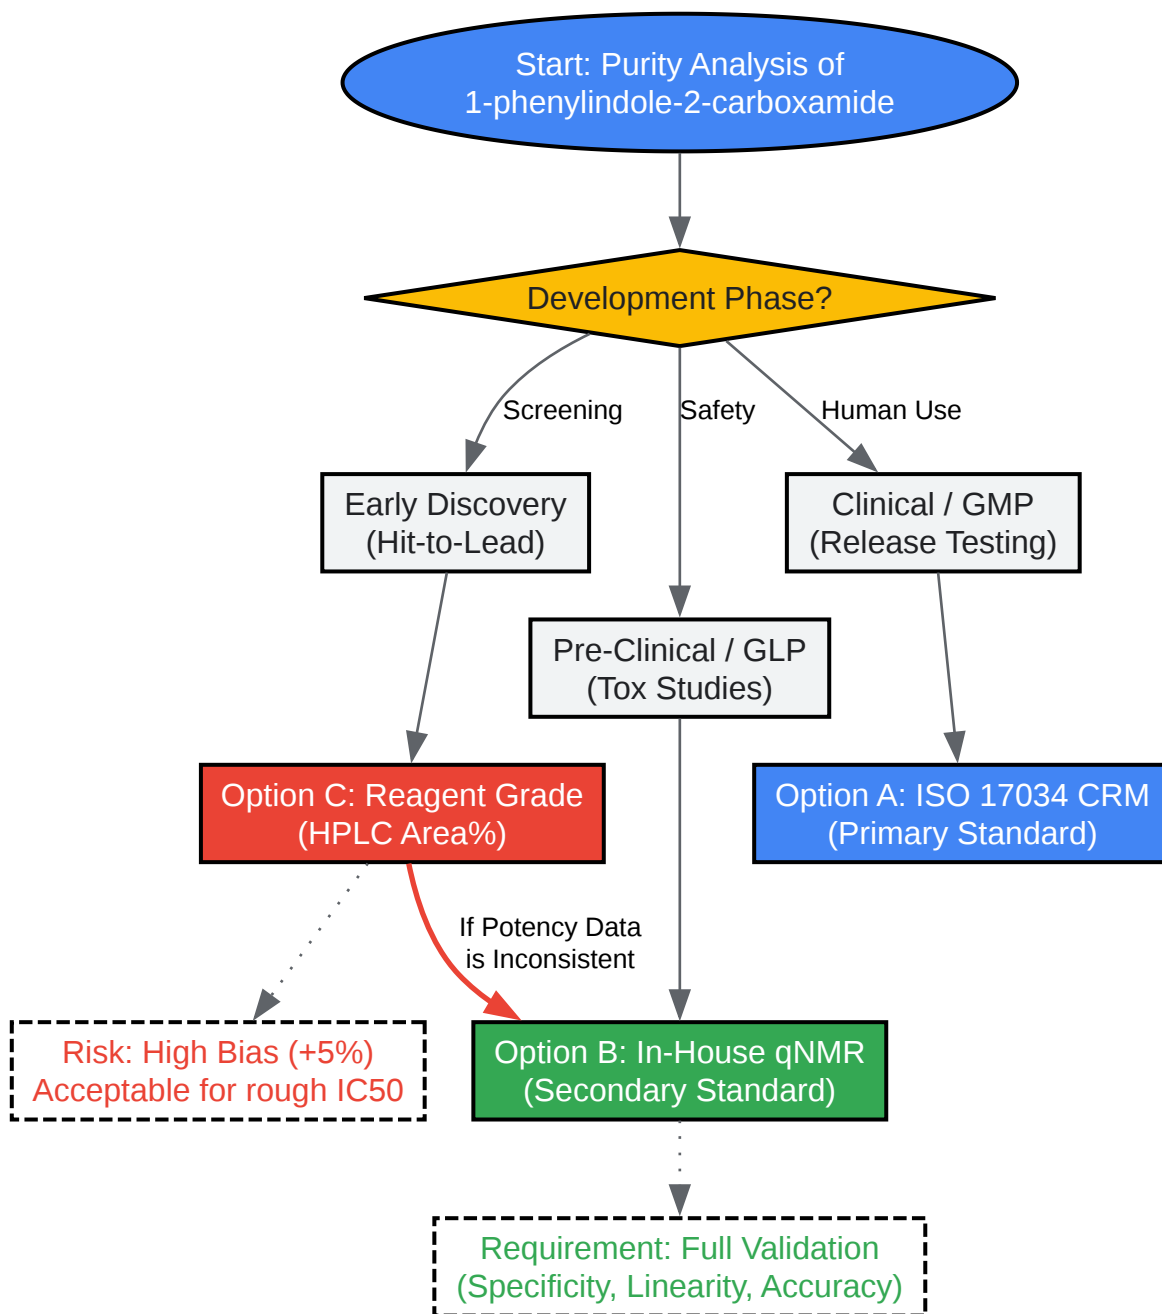 Start: Purity Analysis of
1-phenylindole-2-carboxamide
Development Phase?
Screening
Safety
Human Use
Early Discovery
(Hit-to-Lead)
Clinical / GMP
(Release Testing)
Pre-Clinical / GLP
(Tox Studies)
Option C: Reagent Grade
(HPLC Area%)
Option A: ISO 17034 CRM
(Primary Standard)
If Potency Data
is Inconsistent
Risk: High Bias (+5%)
Acceptable for rough IC50
Option B: In-House qNMR
(Secondary Standard)
Requirement: Full Validation
(Specificity, Linearity, Accuracy)